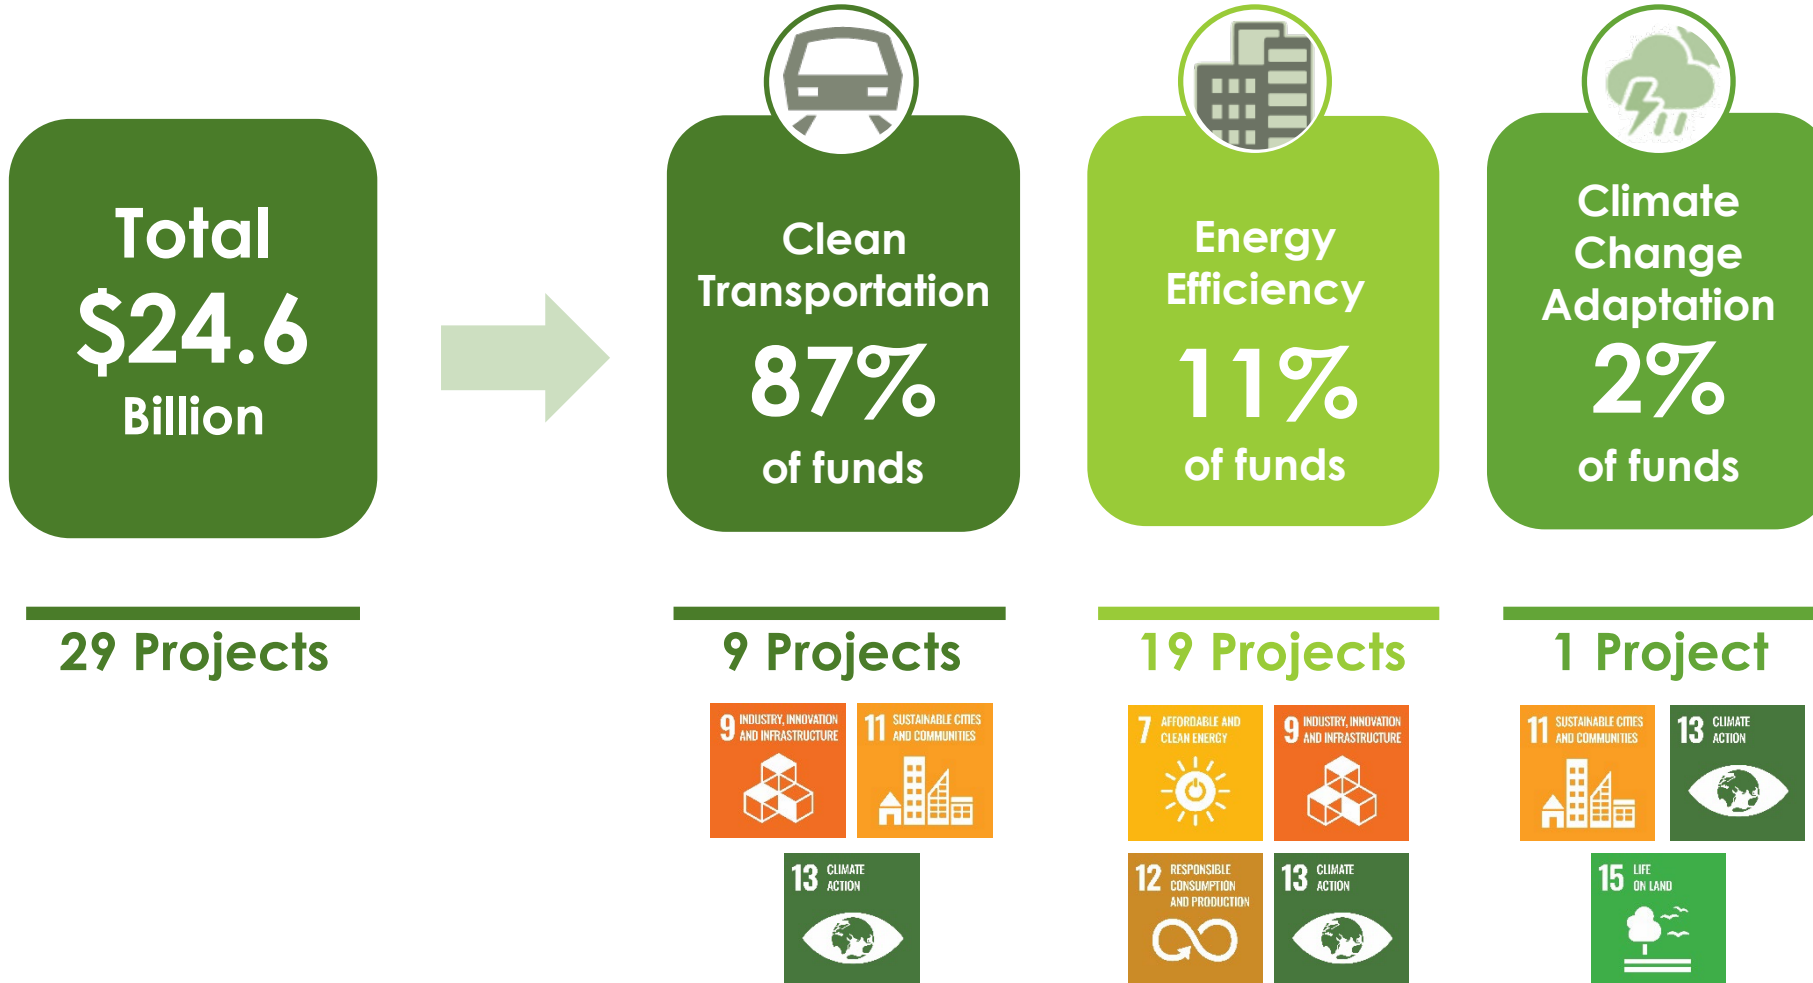 Total
$24.6
Billion
29 Projects
Clean
Transportation
87%
of funds
9 Projects
9 INDUSTRY, INNOVATION
AND INFRASTRUCTURE
11 SUSTAINABLE CITIES
AND COMMUNITIES
13 CLIMATE
ACTION
Energy
Efficiency
11%
of funds
19 Projects
7 AFFORDABLE AND
CLEAN ENERGY
9 INDUSTRY, INNOVATION
AND INFRASTRUCTURE
12 RESPONSIBLE
CONSUMPTION
AND PRODUCTION
13 CLIMATE
ACTION
Climate
Change
Adaptation
2%
of funds
1 Project
11 SUSTAINABLE CITIES
AND COMMUNITIES
13 CLIMATE
ACTION
15 LIFE
ON LAND